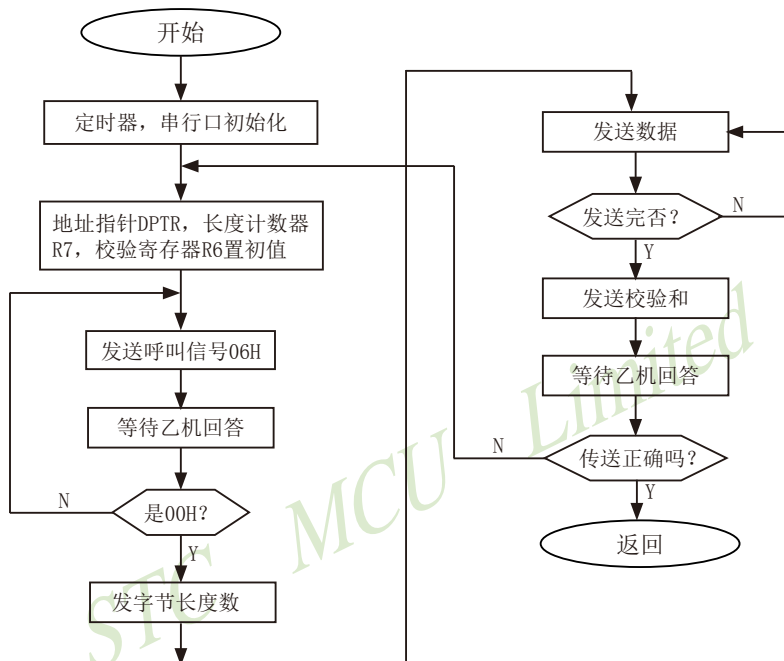 开始
定时器，串行口初始化
地址指针DPTR，长度计数器
R7，校验寄存器R6置初值
发送呼叫信号06H
等待乙机回答
是00H？
N
Y
发字节长度数
发送数据
发送完否？
N
Y
发送校验和
等待乙机回答
传送正确吗？
N
Y
返回
STC MCU Limited